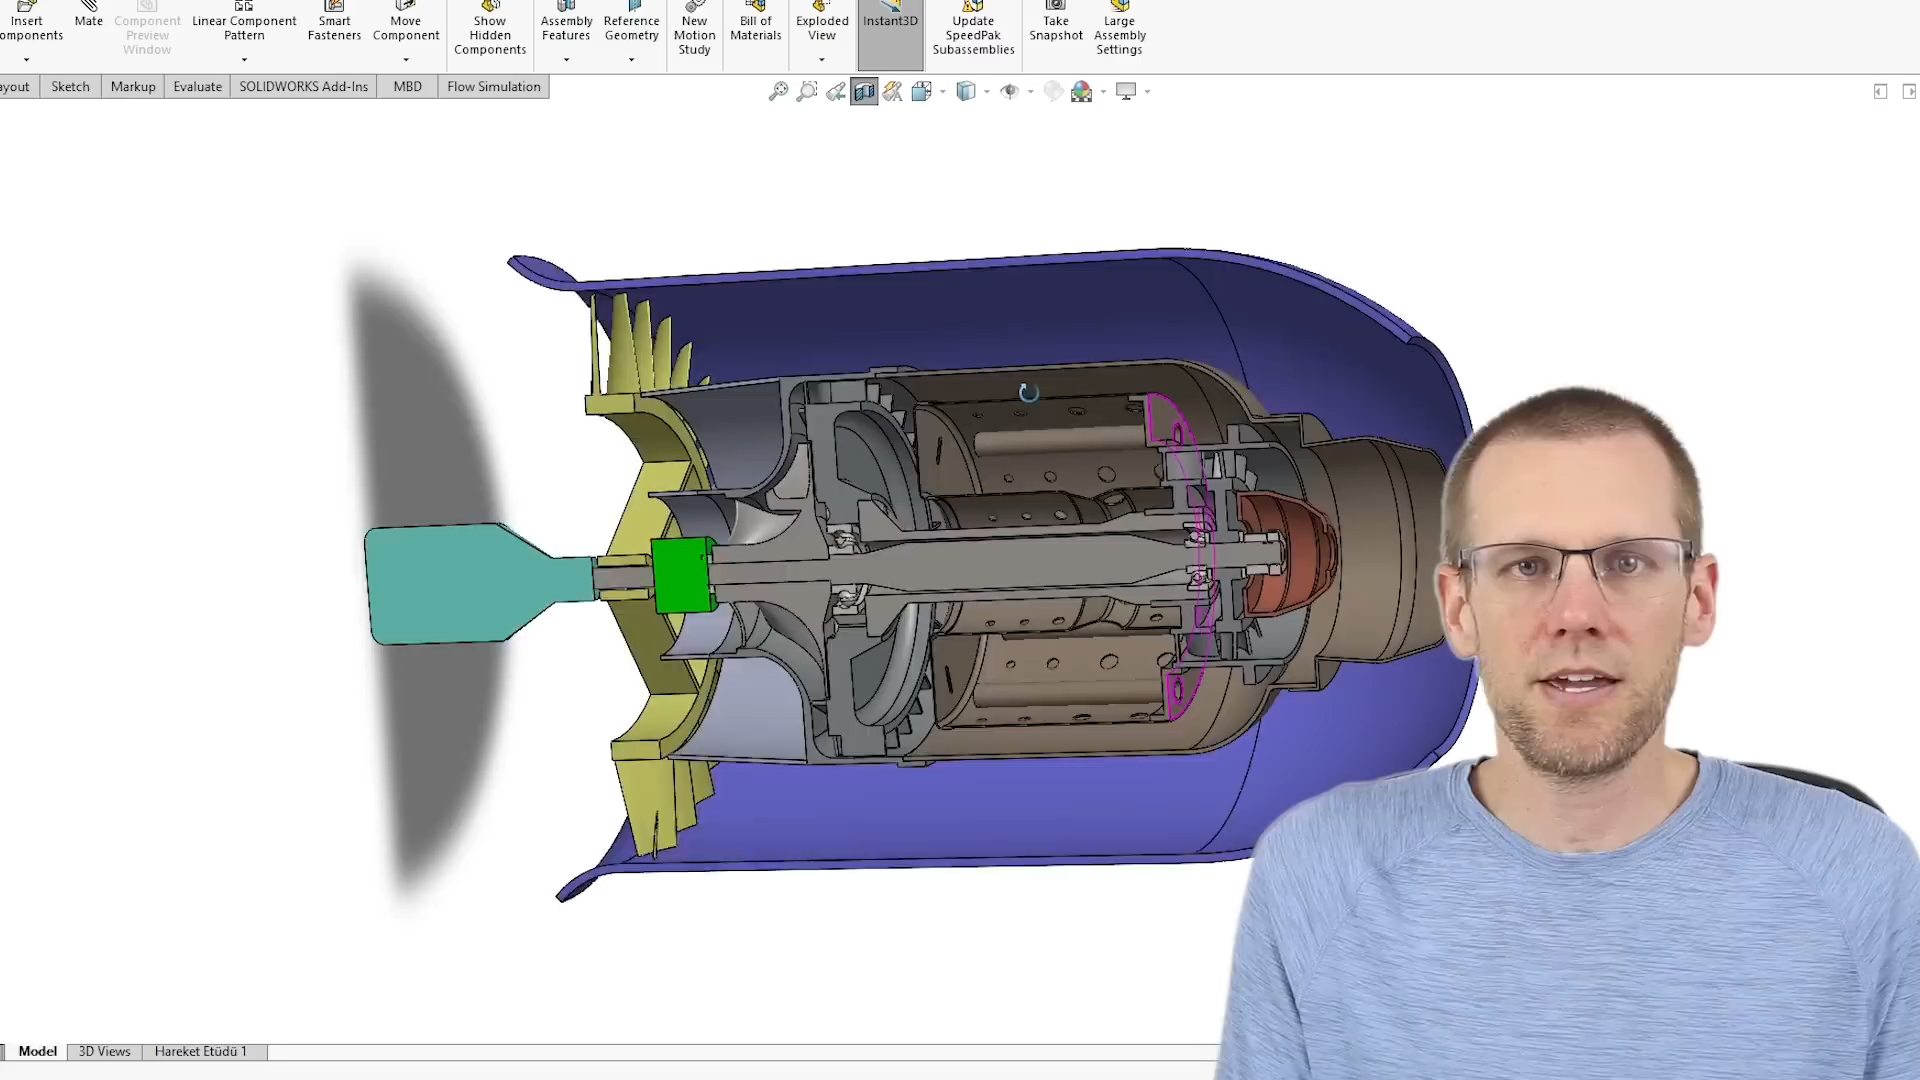 Insert
omponents
Mate
Component
Preview
Window
Linear Component
Pattern
Smart
Fasteners
Move
Component
Show
Hidden
Components
Assembly
Features
Reference
Geometry
New
Motion
Study
Bill of
Materials
Exploded
View
Instant3D
Update
SpeedPak
Subassemblies
Take
Snapshot
Large
Assembly
Settings
ayout
Sketch
Markup
Evaluate
SOLIDWORKS Add-Ins
MBD
Flow Simulation
Model
3D Views
Hareket Etüdü 1